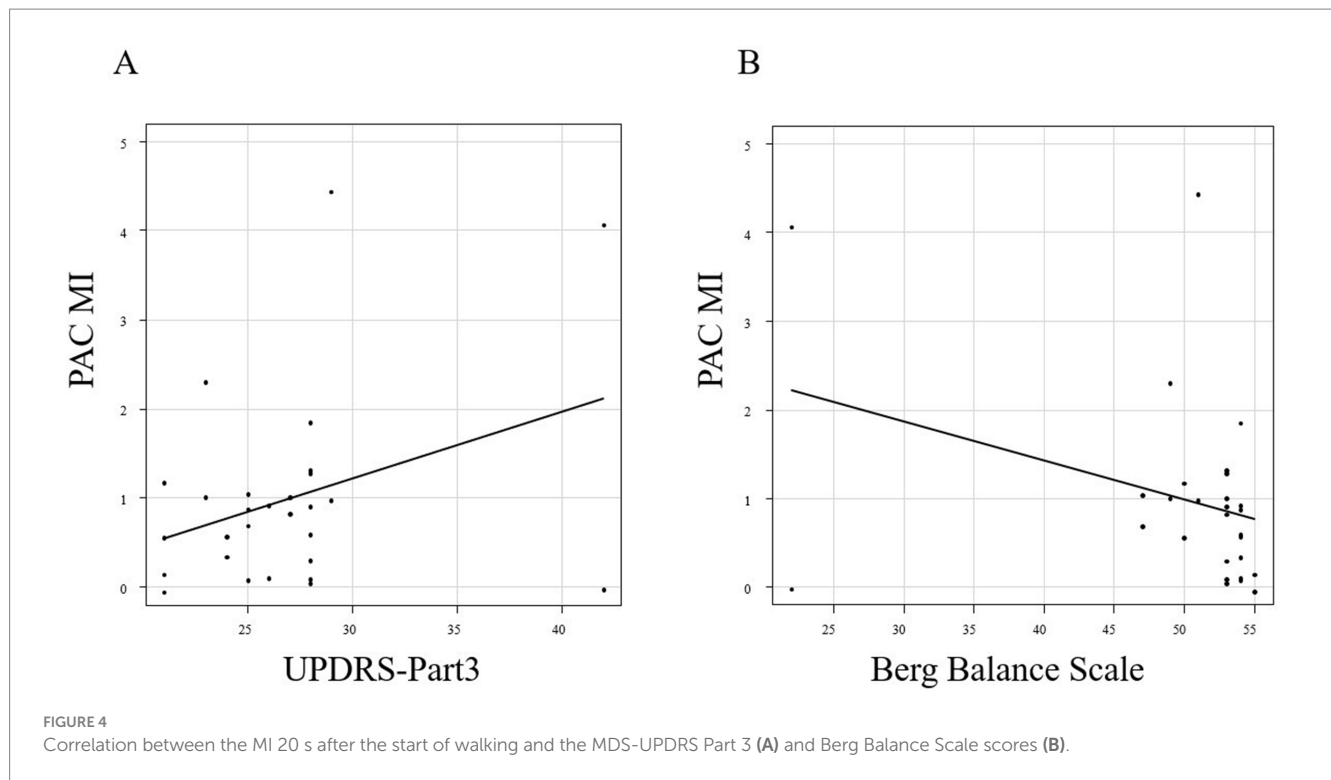 A
B
5
4
3
2
1
0
PAC MI
25 30 35 40
UPDRS-Part3
5
4
3
2
1
0
PAC MI
25 30 35 40 45 50 55
Berg Balance Scale
FIGURE 4
Correlation between the MI 20 s after the start of walking and the MDS-UPDRS Part 3 (A) and Berg Balance Scale scores (B).